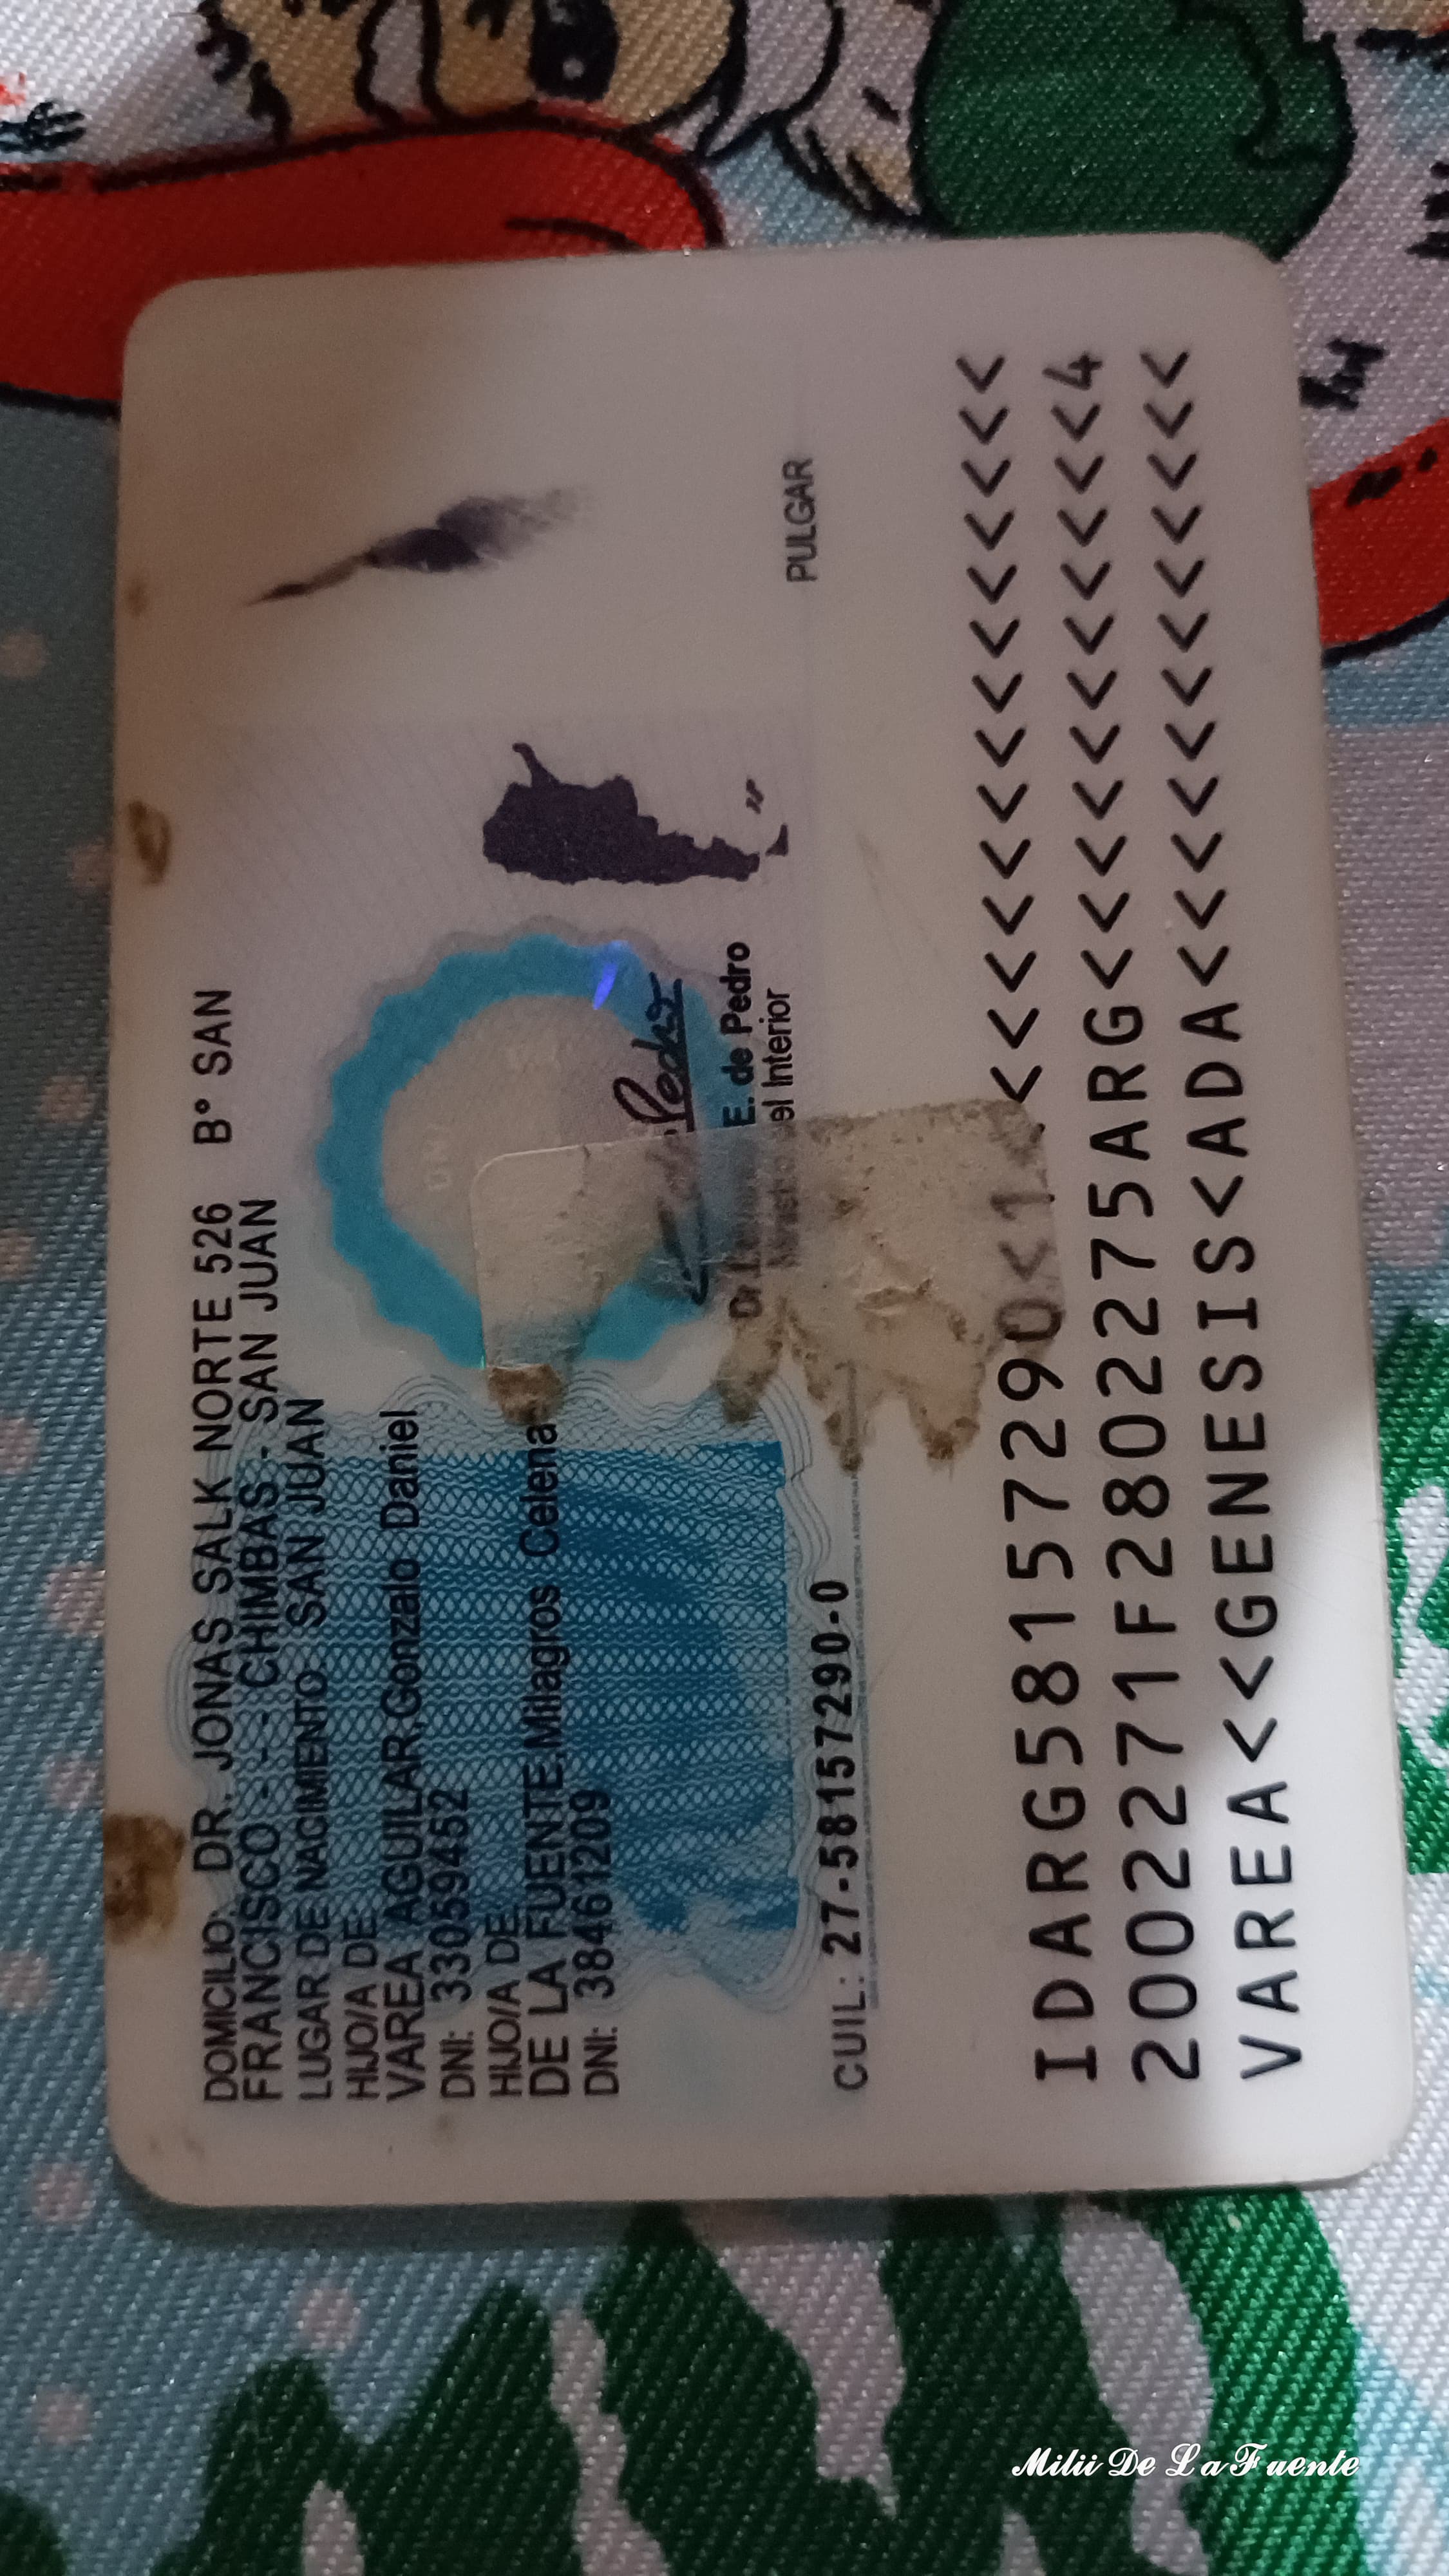 DOMICILIO: DR. JONAS SALK NORTE 526 B° SAN
FRANCISCO - - CHIMBAS - SAN JUAN
LUGAR DE NACIMIENTO SAN JUAN
HIJO/A DE:
VAREA AGUILAR.Gonzalo Daniel
DNI: 33059452
HIJO/A DE:
DE LA FUENTE.Milagros Celena
DNI: 38461209
E. de Pedro
el Interior
PULGAR
CUIL: 27-58157290-0
IDARG58157290<1<<<<<<<<<<<<<<<
2002271F2802275ARG<<<<<<<<<<<4
VAREA<<GENESIS<ADA<<<<<<<<<<<<
Milii De La Fuente